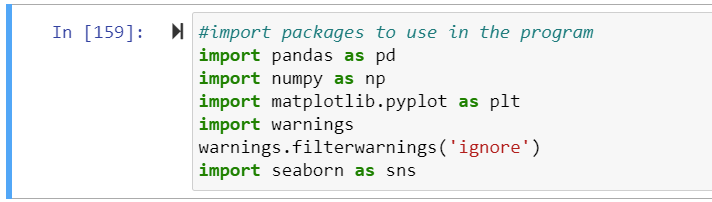 In [159]: #import packages to use in the program
import pandas as pd
import numpy as np
import matplotlib.pyplot as plt
import warnings
warnings.filterwarnings('ignore')
import seaborn as sns